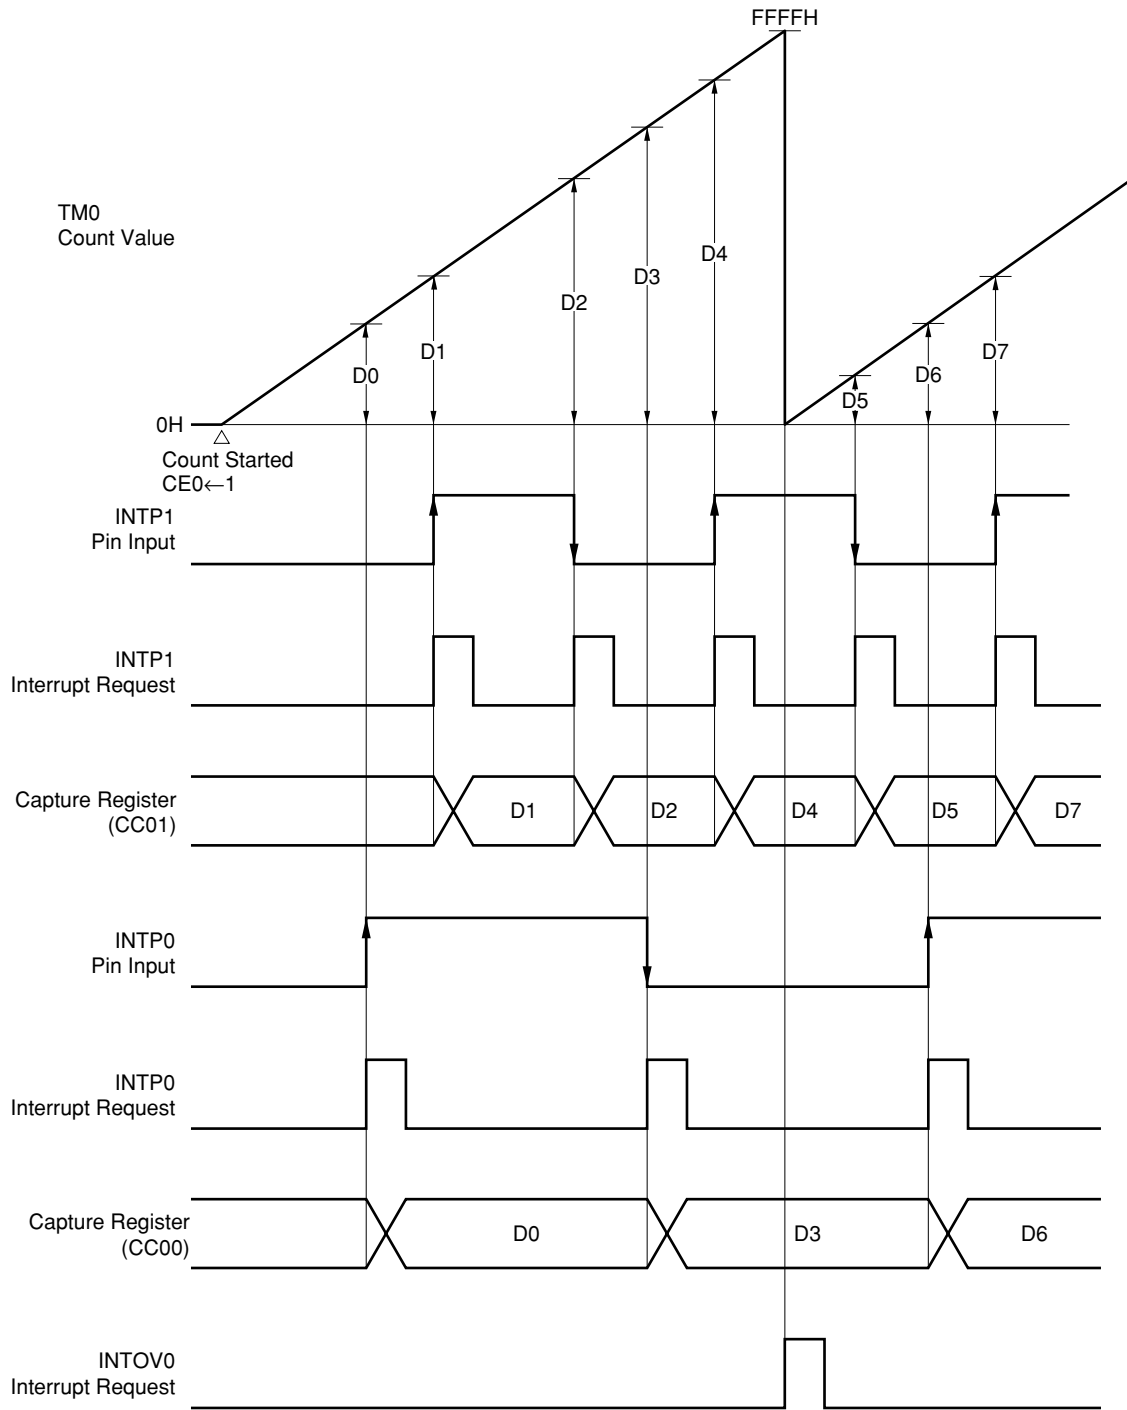 FFFFH
TM0
Count Value
D0
D1
D2
D3
D4
D5
D6
D7
0H
△
Count Started
CE0←1
INTP1
Pin Input
INTP1
Interrupt Request
Capture Register
(CC01)
D1
D2
D4
D5
D7
INTP0
Pin Input
INTP0
Interrupt Request
Capture Register
(CC00)
D0
D3
D6
INTOV0
Interrupt Request